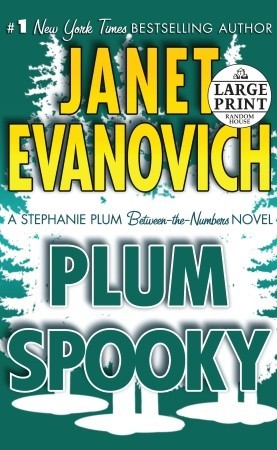 #1 New York Times BESTSELLING AUTHOR
JANET
LARGE
PRINT
RANDOM HOUSE
EVANOVICH
A STEPHANIE PLUM Between-the-Numbers NOVEL
PLUM
SPOOKY